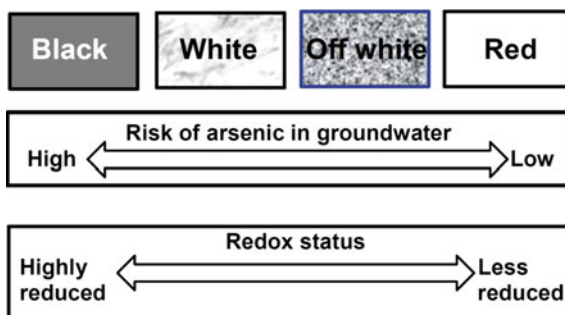 Black White Off white Red
Risk of arsenic in groundwater
High Low
Redox status
Highly Less
reduced reduced